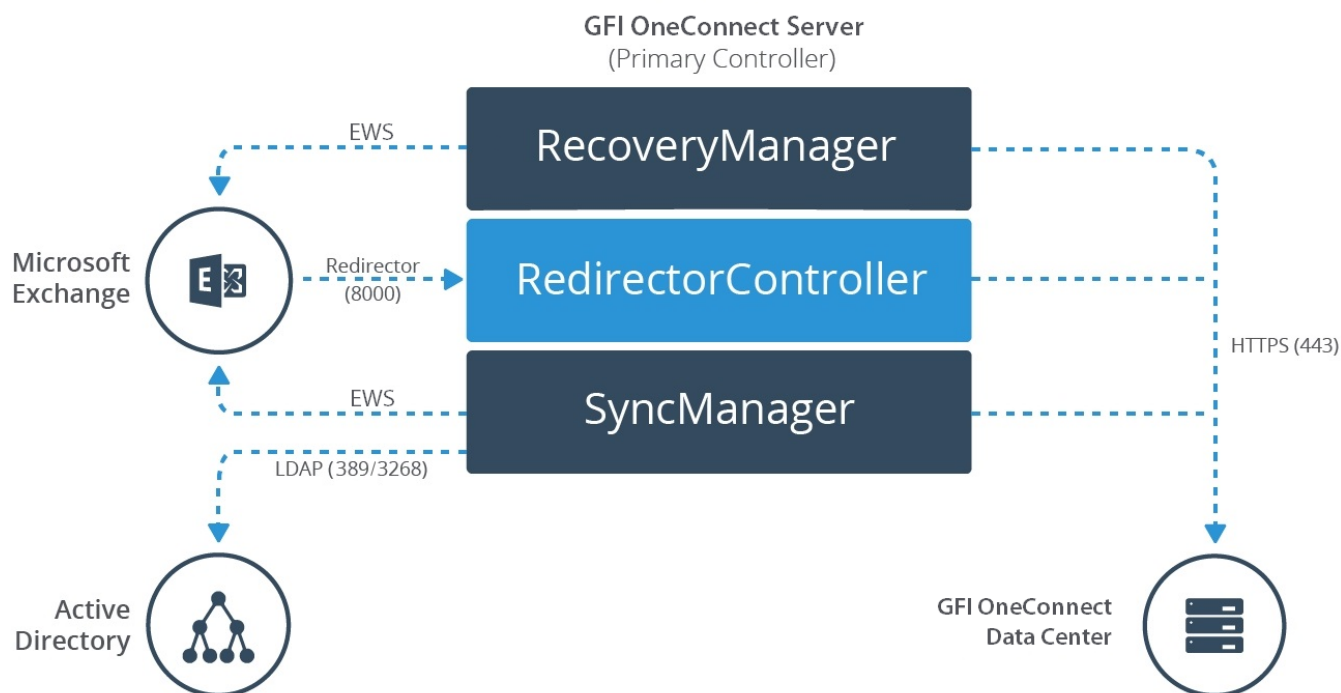 GFI OneConnect Server
(Primary Controller)
EWS
RecoveryManager
Microsoft
Exchange
E
Redirector
(8000)
RedirectorController
HTTPS (443)
EWS
SyncManager
LDAP (389/3268)
Active
Directory
GFI OneConnect
Data Center